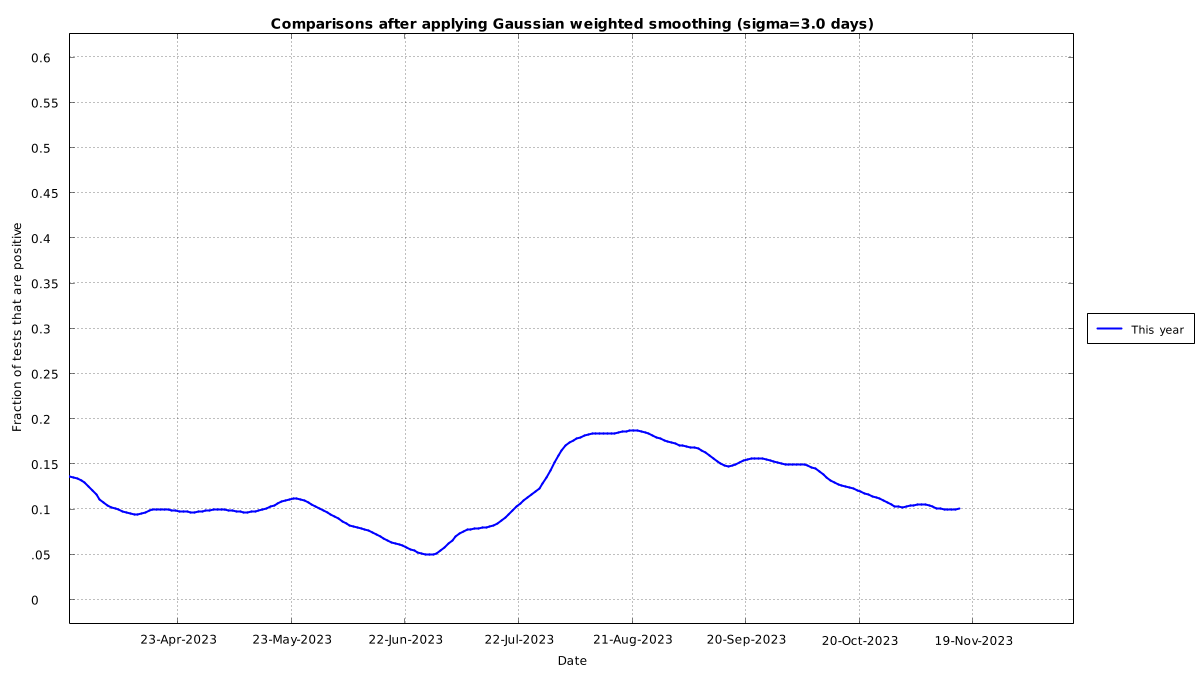 Comparisons after applying Gaussian weighted smoothing (sigma=3.0 days)
0.6
0.55
0.5
0.45
0.4
0.35
0.3
0.25
0.2
0.15
0.1
.05
0
Fraction of tests that are positive
23-Apr-2023 23-May-2023 22-Jun-2023 22-Jul-2023 21-Aug-2023 20-Sep-2023 20-Oct-2023 19-Nov-2023
Date
This year